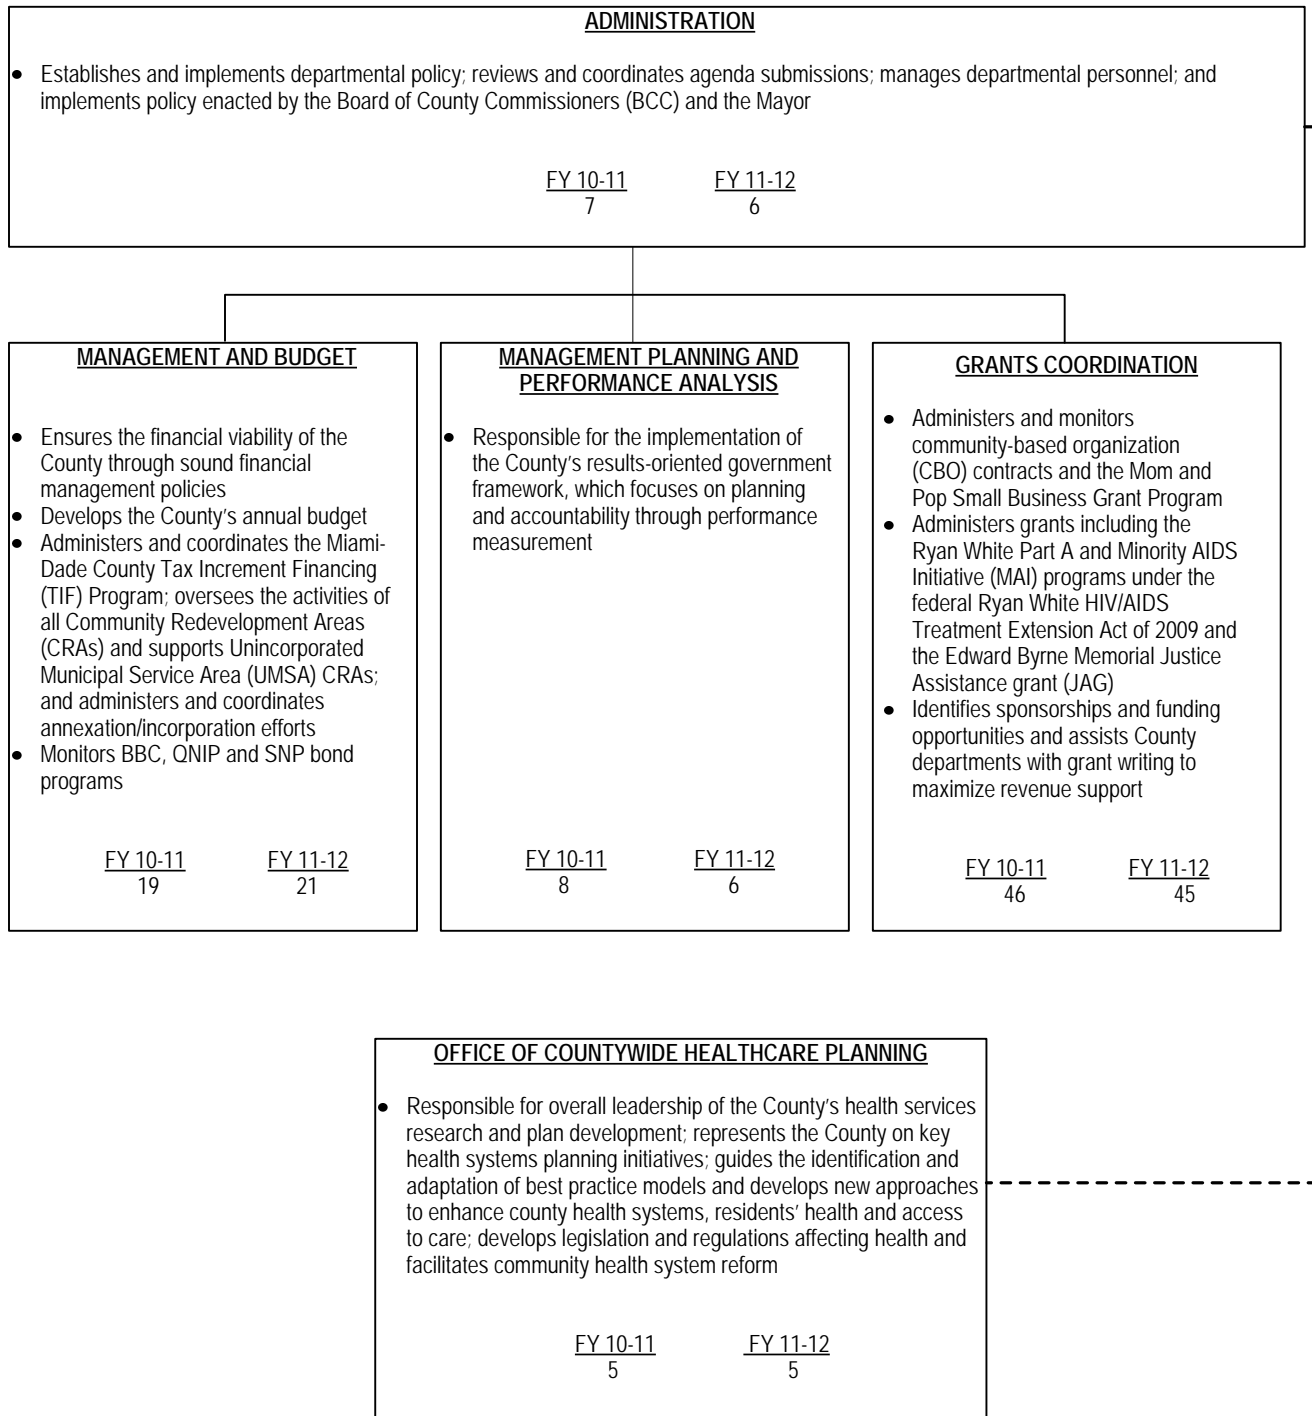 ADMINISTRATION
● Establishes and implements departmental policy; reviews and coordinates agenda submissions; manages departmental personnel; and
implements policy enacted by the Board of County Commissioners (BCC) and the Mayor
FY 10-11 FY 11-12
7 6
MANAGEMENT AND BUDGET
● Ensures the financial viability of the
County through sound financial
management policies
● Develops the County's annual budget
● Administers and coordinates the Miami-
Dade County Tax Increment Financing
(TIF) Program; oversees the activities of
all Community Redevelopment Areas
(CRAs) and supports Unincorporated
Municipal Service Area (UMSA) CRAs;
and administers and coordinates
annexation/incorporation efforts
● Monitors BBC, QNIP and SNP bond
programs
FY 10-11 FY 11-12
19 21
MANAGEMENT PLANNING AND
PERFORMANCE ANALYSIS
● Responsible for the implementation of
the County's results-oriented government
framework, which focuses on planning
and accountability through performance
measurement
FY 10-11 FY 11-12
8 6
GRANTS COORDINATION
● Administers and monitors
community-based organization
(CBO) contracts and the Mom and
Pop Small Business Grant Program
● Administers grants including the
Ryan White Part A and Minority AIDS
Initiative (MAI) programs under the
federal Ryan White HIV/AIDS
Treatment Extension Act of 2009 and
the Edward Byrne Memorial Justice
Assistance grant (JAG)
● Identifies sponsorships and funding
opportunities and assists County
departments with grant writing to
maximize revenue support
FY 10-11 FY 11-12
46 45
OFFICE OF COUNTYWIDE HEALTHCARE PLANNING
● Responsible for overall leadership of the County's health services
research and plan development; represents the County on key
health systems planning initiatives; guides the identification and
adaptation of best practice models and develops new approaches
to enhance county health systems, residents' health and access
to care; develops legislation and regulations affecting health and
facilitates community health system reform
FY 10-11 FY 11-12
5 5